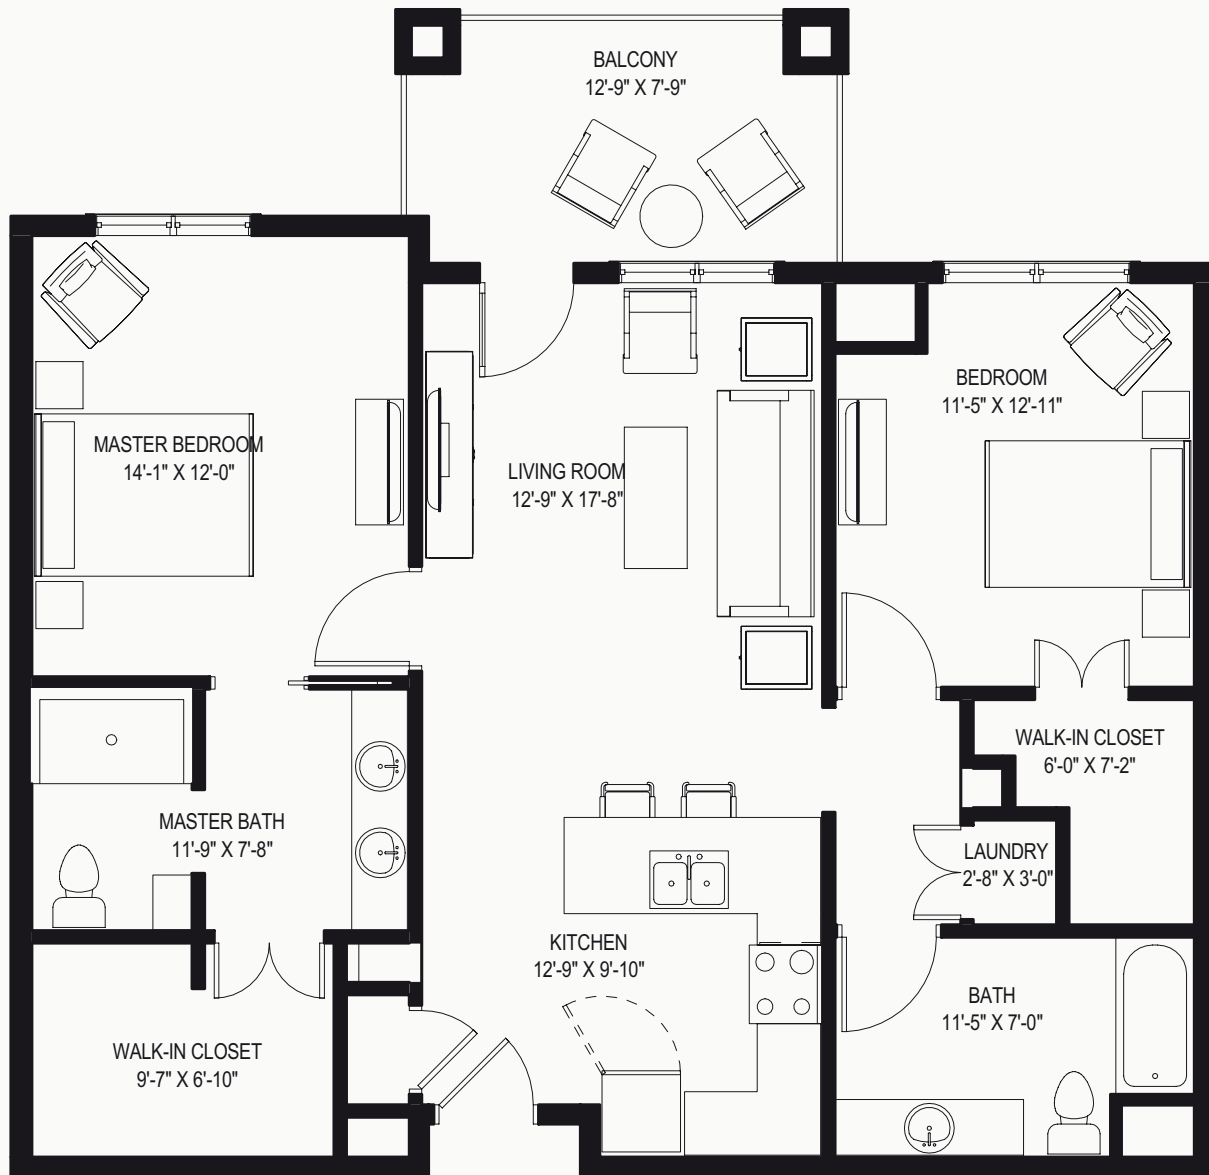 BALCONY
12'-9" X 7'-9"
BEDROOM
11'-5" X 12'-11"
MASTER BEDROOM
14'-1" X 12'-0"
LIVING ROOM
12'-9" X 17'-8"
WALK-IN CLOSET
6'-0" X 7'-2"
MASTER BATH
11'-9" X 7'-8"
LAUNDRY
2'-8" X 3'-0"
KITCHEN
12'-9" X 9'-10"
BATH
11'-5" X 7'-0"
WALK-IN CLOSET
9'-7" X 6'-10"